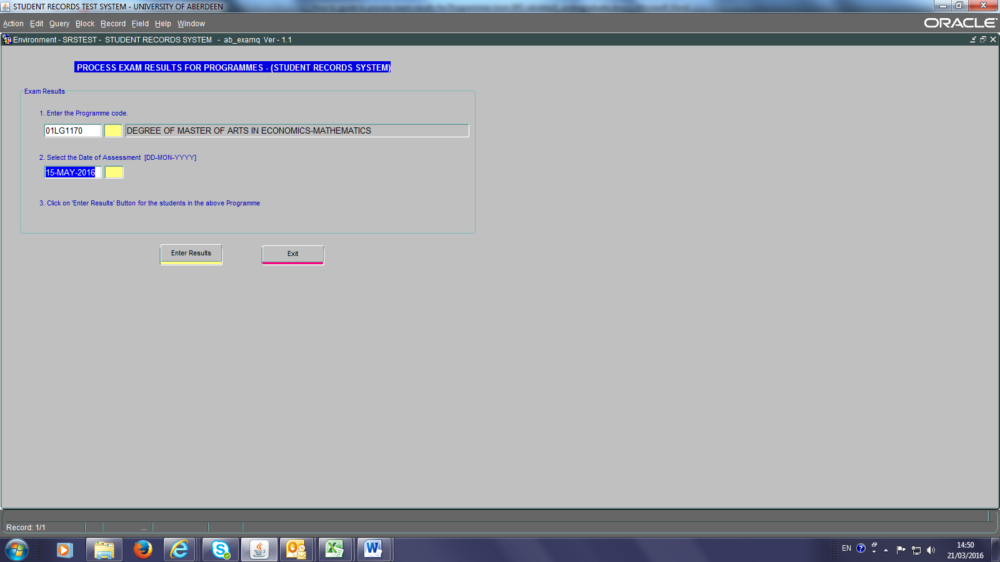 STUDENT RECORDS TEST SYSTEM - UNIVERSITY OF ABERDEEN
Action Edit Query Block Record Field Help Window
ORACLE
Environment - SRSTEST - STUDENT RECORDS SYSTEM - ab_examq Ver - 1.1
PROCESS EXAM RESULTS FOR PROGRAMMES - (STUDENT RECORDS SYSTEM)
Exam Results
1. Enter the Programme code.
01LG1170 DEGREE OF MASTER OF ARTS IN ECONOMICS-MATHEMATICS
2. Select the Date of Assessment [DD-MON-YYYY]
15-MAY-2016
3. Click on 'Enter Results' Button for the students in the above Programme
Enter Results Exit
Record: 1/1 ...
EN 14:50
21/03/2016